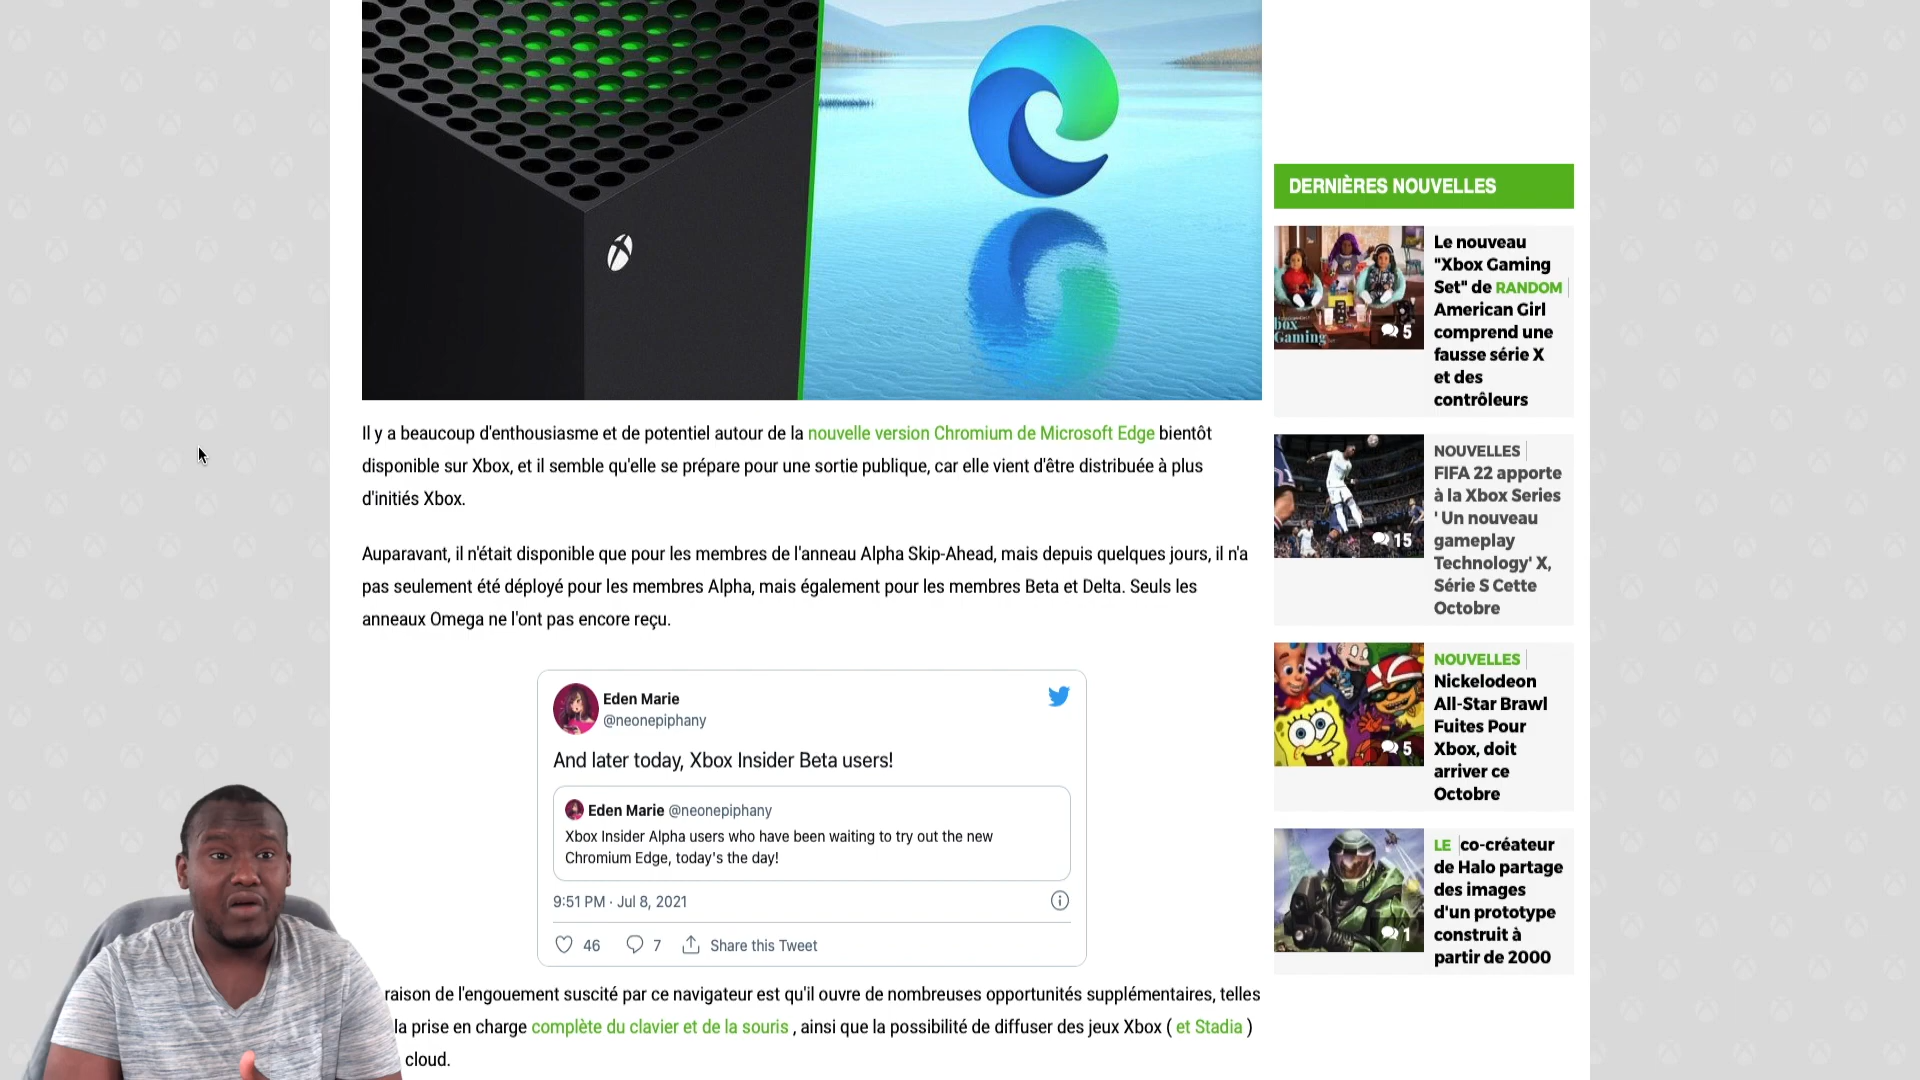 Il y a beaucoup d'enthousiasme et de potentiel autour de la nouvelle version Chromium de Microsoft Edge bientôt
disponible sur Xbox, et il semble qu'elle se prépare pour une sortie publique, car elle vient d'être distribuée à plus
d'initiés Xbox.
Auparavant, il n'était disponible que pour les membres de l'anneau Alpha Skip-Ahead, mais depuis quelques jours, il n'a
pas seulement été déployé pour les membres Alpha, mais également pour les membres Beta et Delta. Seuls les
anneaux Omega ne l'ont pas encore reçu.
Eden Marie
@neonepiphany
And later today, Xbox Insider Beta users!
Eden Marie @neonepiphany
Xbox Insider Alpha users who have been waiting to try out the new
Chromium Edge, today's the day!
9:51 PM · Jul 8, 2021
46
7
Share this Tweet
raison de l'engouement suscité par ce navigateur est qu'il ouvre de nombreuses opportunités supplémentaires, telles
la prise en charge complète du clavier et de la souris , ainsi que la possibilité de diffuser des jeux Xbox ( et Stadia )
cloud.
DERNIÈRES NOUVELLES
box
Gaming
5
Le nouveau
"Xbox Gaming
Set" de RANDOM
American Girl
comprend une
fausse série X
et des
contrôleurs
15
NOUVELLES
FIFA 22 apporte
à la Xbox Series
' Un nouveau
gameplay
Technology' X,
Série S Cette
Octobre
5
NOUVELLES
Nickelodeon
All-Star Brawl
Fuites Pour
Xbox, doit
arriver ce
Octobre
1
LE co-créateur
de Halo partage
des images
d'un prototype
construit à
partir de 2000